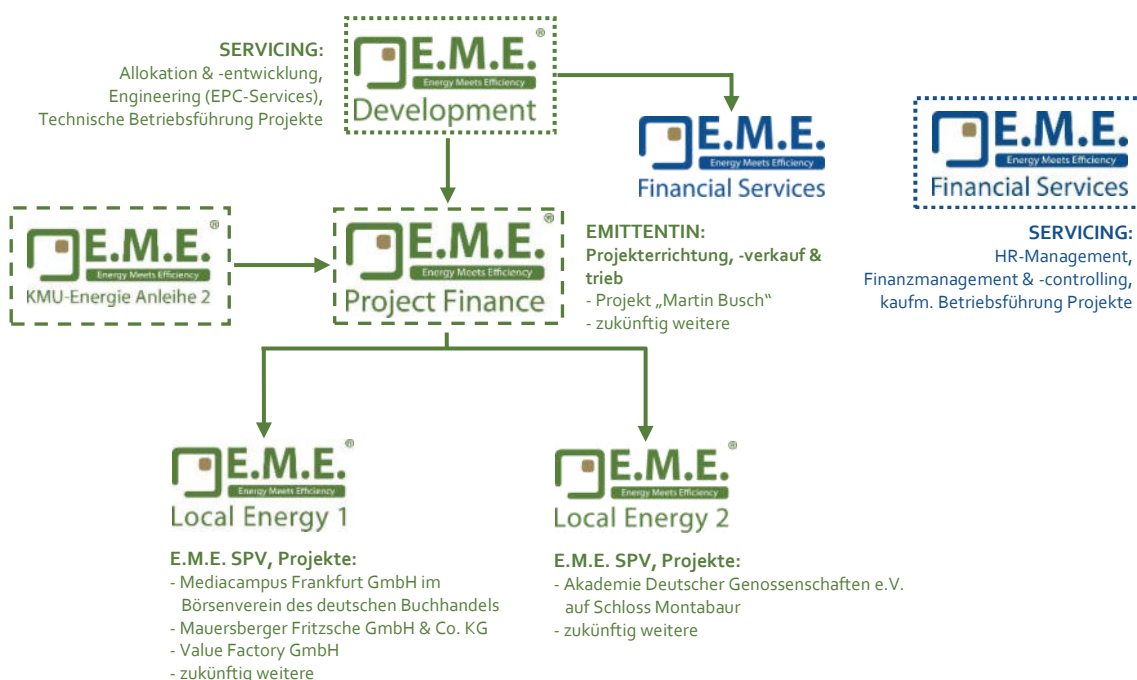 SERVICING:
Allokation & -entwicklung,
Engineering (EPC-Services),
Technische Betriebsführung Projekte
E.M.E.®
Energy Meets Efficiency
Development
E.M.E.
Energy Meets Efficiency
Financial Services
E.M.E.
Energy Meets Efficiency
Financial Services
SERVICING:
HR-Management,
Finanzmanagement & -controlling,
kaufm. Betriebsführung Projekte
E.M.E.®
Energy Meets Efficiency
KMU-Energie Anleihe 2
E.M.E.®
Energy Meets Efficiency
Project Finance
EMITTENTIN:
Projekterrichtung, -verkauf &
trieb
- Projekt „Martin Busch“
- zukünftig weitere
E.M.E.®
Energy Meets Efficiency
Local Energy 1
E.M.E. SPV, Projekte:
- Mediacampus Frankfurt GmbH im
Börsenverein des deutschen Buchhandels
- Mauersberger Fritzsche GmbH & Co. KG
- Value Factory GmbH
- zukünftig weitere
E.M.E.®
Energy Meets Efficiency
Local Energy 2
E.M.E. SPV, Projekte:
- Akademie Deutscher Genossenschaften e.V.
auf Schloss Montabaur
- zukünftig weitere